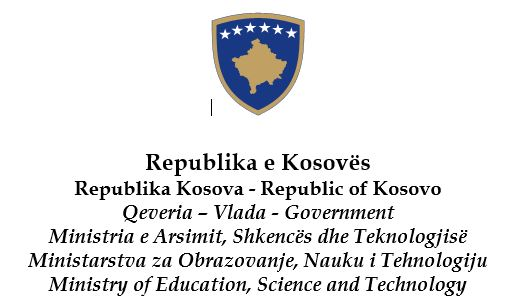 Republika e Kosovës
Republika Kosova - Republic of Kosovo
Qeveria – Vlada - Government
Ministria e Arsimit, Shkencës dhe Teknologjisë
Ministarstva za Obrazovanje, Nauku i Tehnologiju
Ministry of Education, Science and Technology